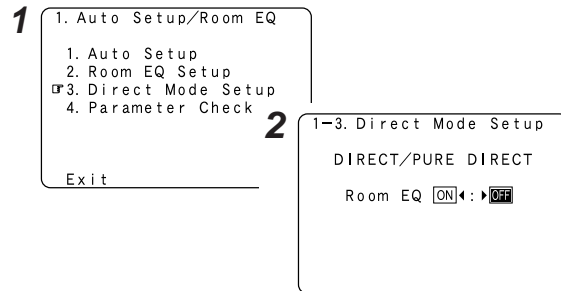 1
1. Auto Setup/Room EQ
1. Auto Setup
2. Room EQ Setup
☞3. Direct Mode Setup
4. Parameter Check
Exit
2
1-3. Direct Mode Setup
DIRECT/PURE DIRECT
Room EQ ON◀:▶OFF